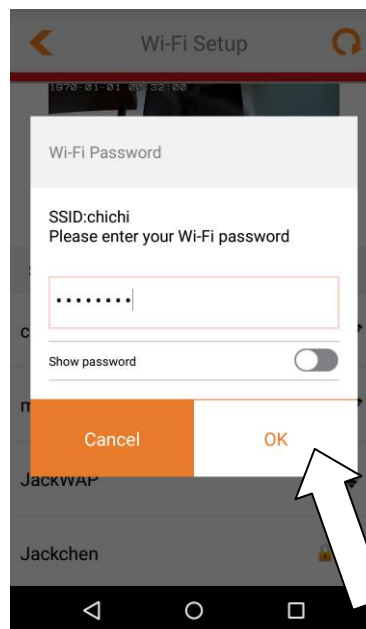 Wi-Fi Setup
1970-01-01 00:32:00
Wi-Fi Password
SSID:chichi
Please enter your Wi-Fi password
••••••••
Show password
Cancel
OK
JackWAP
Jackchen